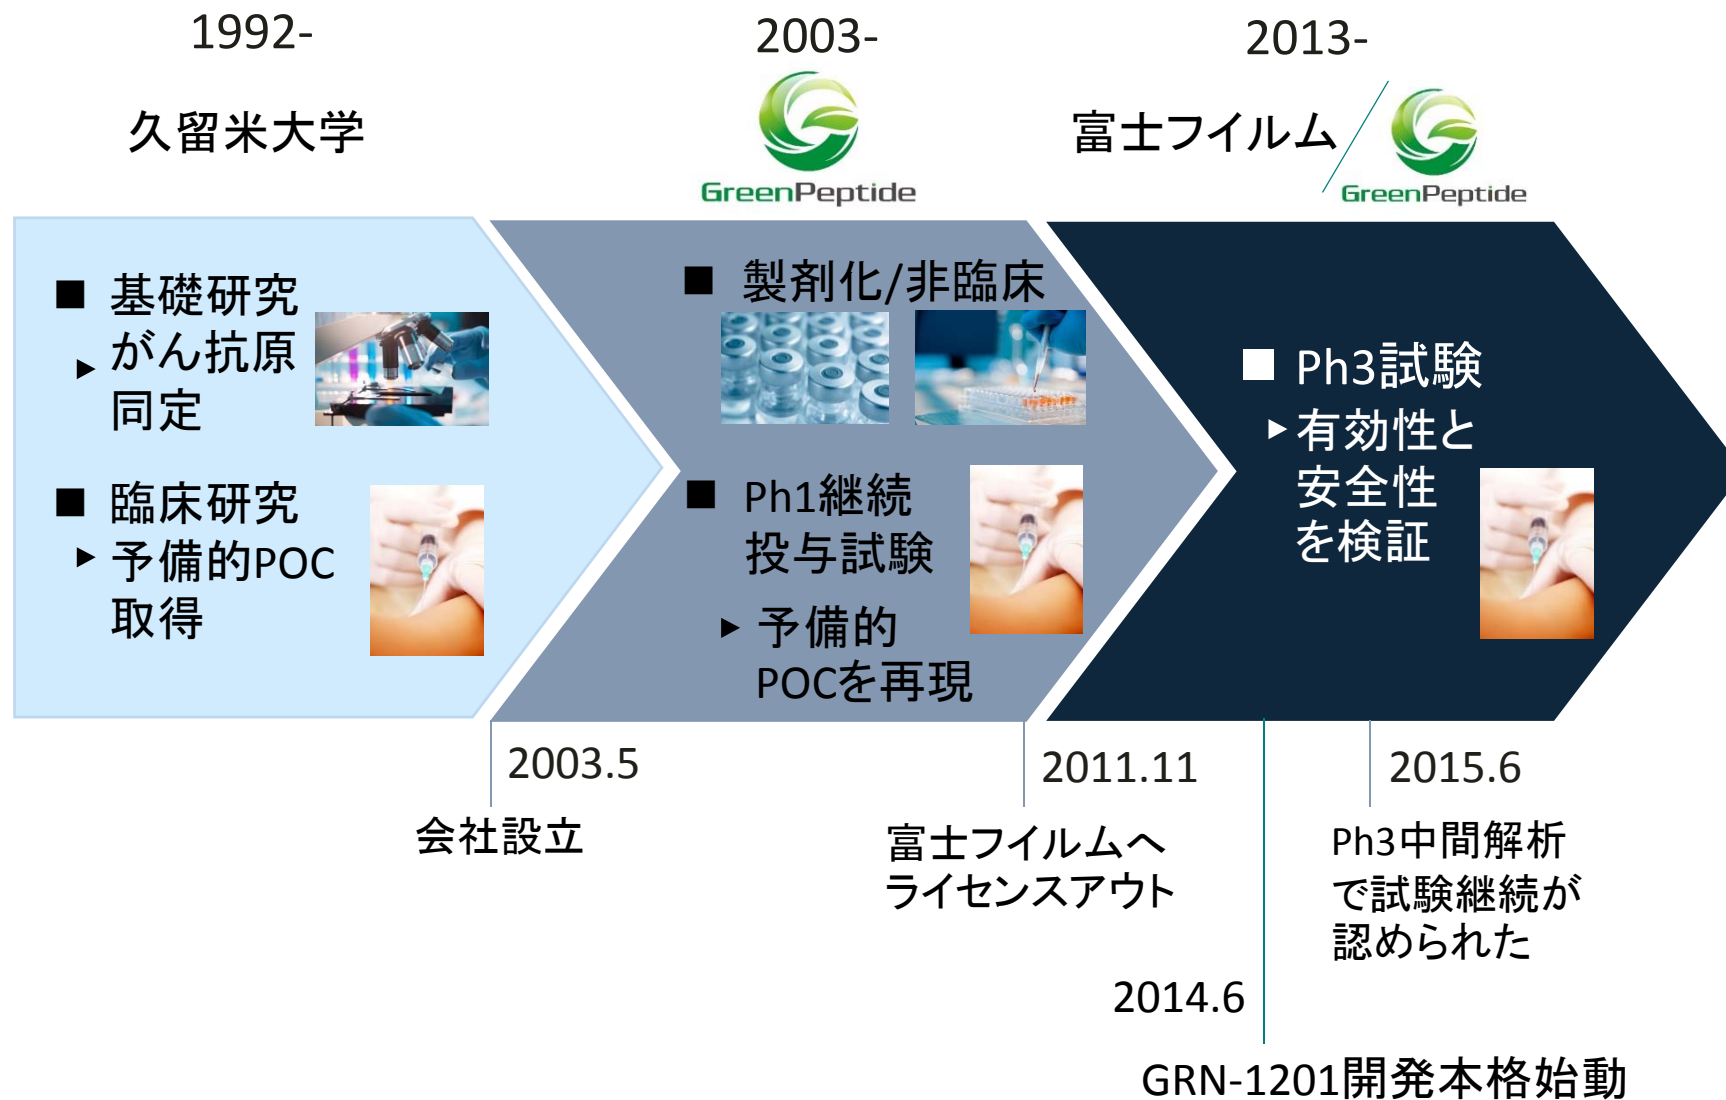 1992-
久留米大学
■ 基礎研究
▸ がん抗原
同定
■ 臨床研究
▸ 予備的POC
取得
2003-
GreenPeptide
■ 製剤化/非臨床
■ Ph1継続
投与試験
▸ 予備的
POCを再現
2013-
富士フイルム
GreenPeptide
■ Ph3試験
▸ 有効性と
安全性
を検証
2003.5
会社設立
2011.11
富士フイルムへ
ライセンスアウト
2014.6
GRN-1201開発本格始動
2015.6
Ph3中間解析
で試験継続が
認められた